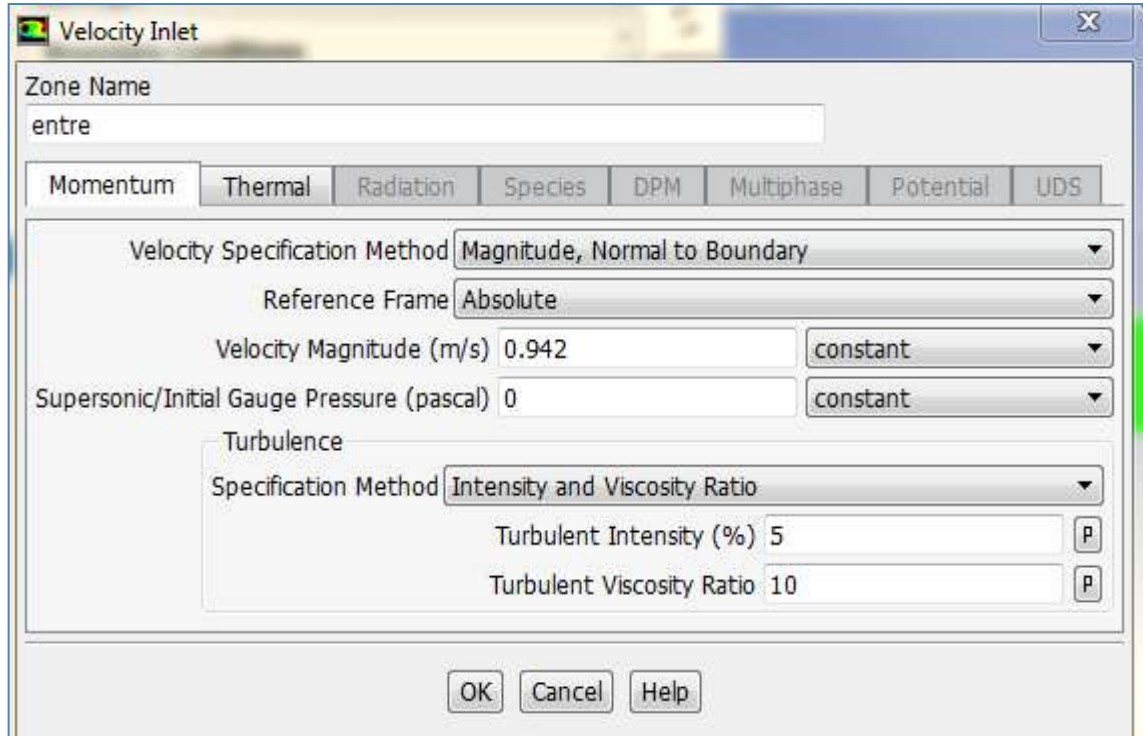 Velocity Inlet
Zone Name
entre
Momentum Thermal Radiation Species DPM Multiphase Potential UDS
Velocity Specification Method Magnitude, Normal to Boundary
Reference Frame Absolute
Velocity Magnitude (m/s) 0.942 constant
Supersonic/Initial Gauge Pressure (pascal) 0 constant
Turbulence
Specification Method Intensity and Viscosity Ratio
Turbulent Intensity (%) 5 P
Turbulent Viscosity Ratio 10 P
OK Cancel Help